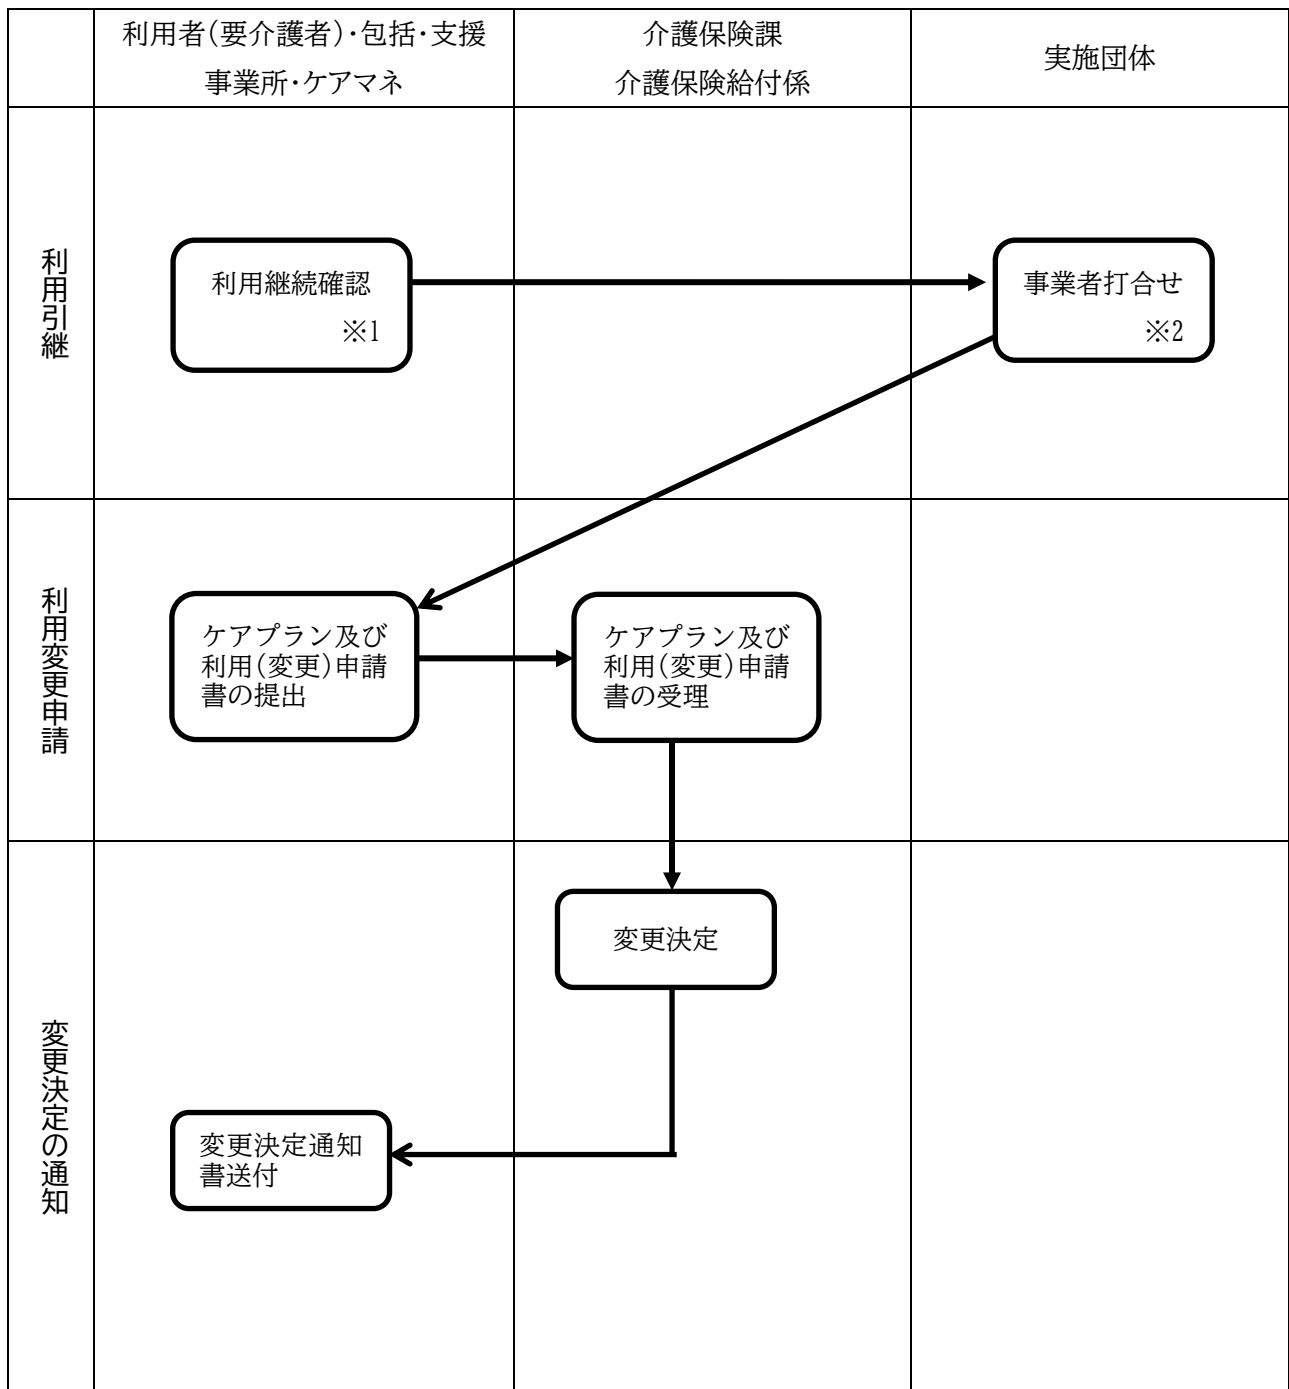 利用者（要介護者）・包括・支援
事業所・ケアマネ
介護保険課
介護保険給付係
実施団体
利用引継
利用継続確認
※1
事業者打合せ
※2
利用変更申請
ケアプラン及び
利用（変更）申請
書の提出
ケアプラン及び
利用（変更）申請
書の受理
変更決定の通知
変更決定
変更決定通知
書送付